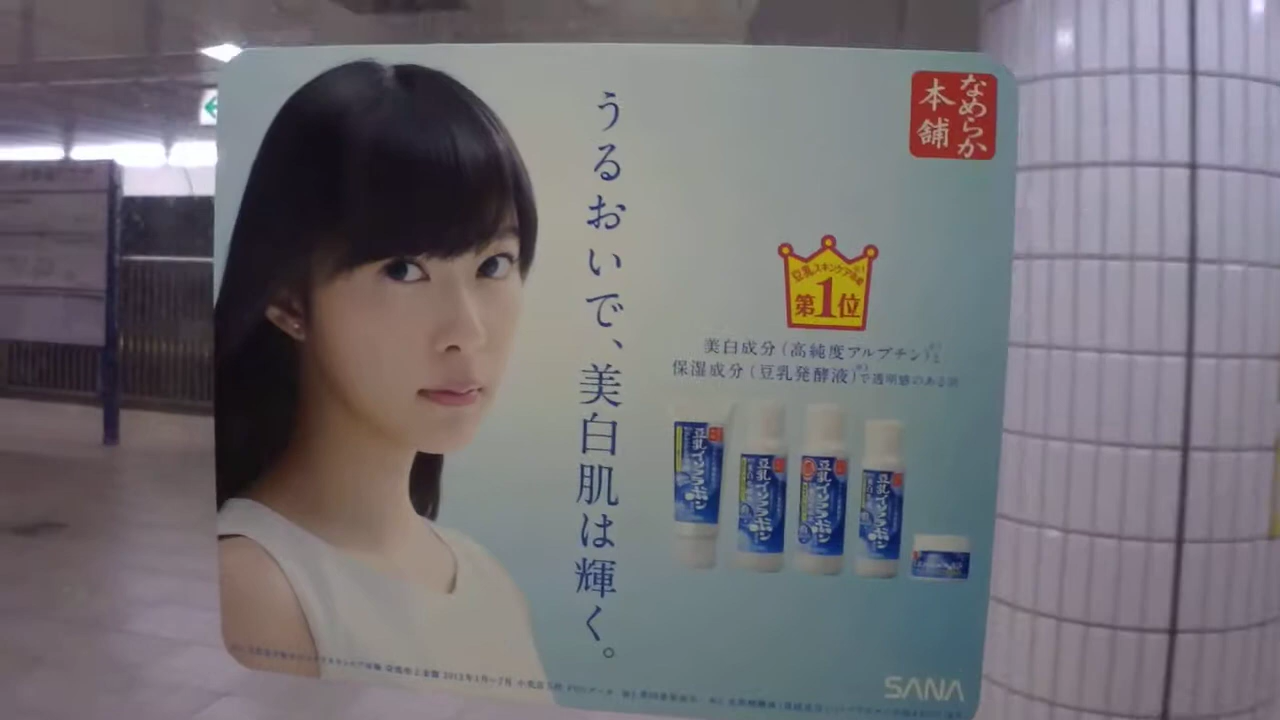 うるおいで、美白肌は輝く。
なめらか
本舗
豆乳スキンケア市場
第1位
美白成分(高純度アルブチン)と
保湿成分(豆乳発酵液)で透明感のある肌
豆乳イソフラボン
豆乳イソフラボン
豆乳イソフラボン
豆乳イソフラボン
SANA